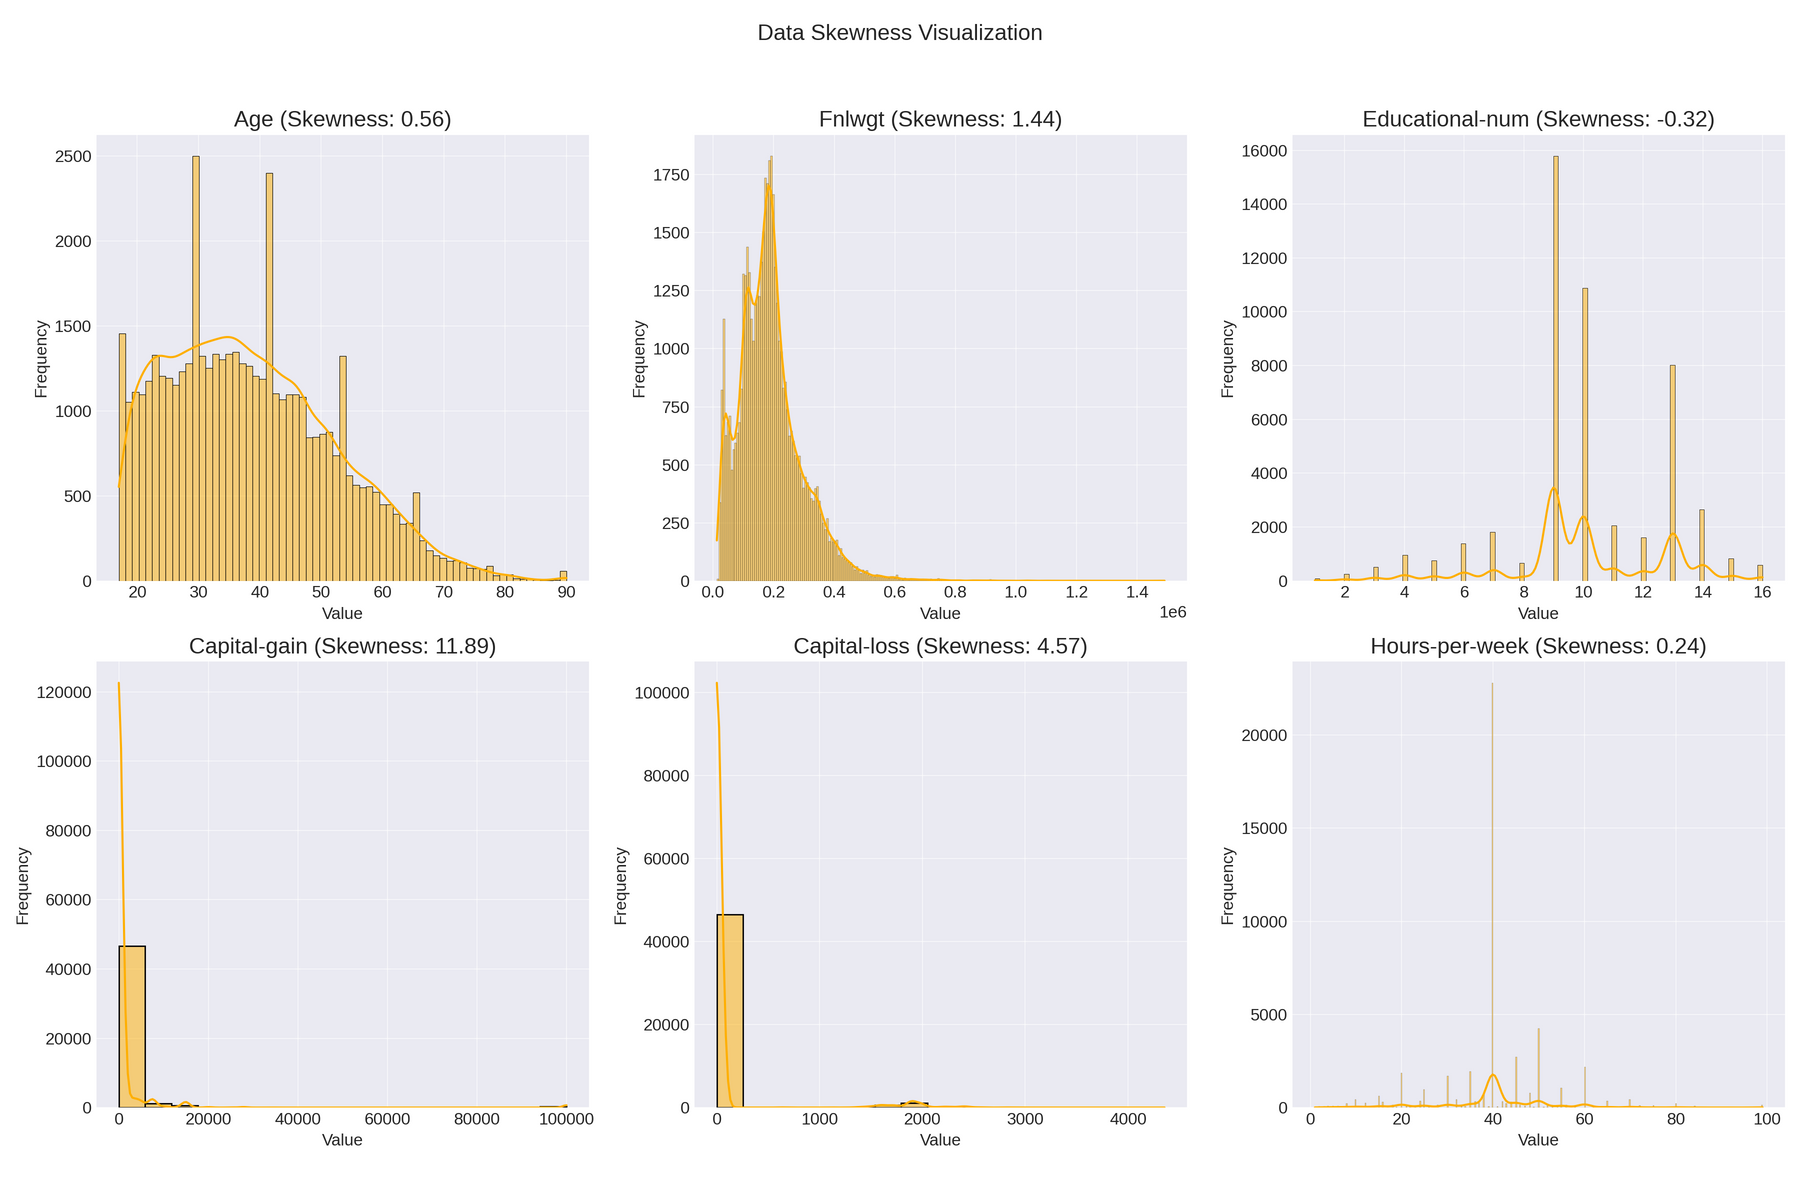 Data Skewness Visualization
Age (Skewness: 0.56)
Frequency
2500
2000
1500
1000
500
0
20 30 40 50 60 70 80 90
Value
Fnlwgt (Skewness: 1.44)
Frequency
1750
1500
1250
1000
750
500
250
0
0.0 0.2 0.4 0.6 0.8 1.0 1.2 1.4
1e6
Value
Educational-num (Skewness: -0.32)
Frequency
16000
14000
12000
10000
8000
6000
4000
2000
0
2 4 6 8 10 12 14 16
Value
Capital-gain (Skewness: 11.89)
Frequency
120000
100000
80000
60000
40000
20000
0
0 20000 40000 60000 80000 100000
Value
Capital-loss (Skewness: 4.57)
Frequency
100000
80000
60000
40000
20000
0
0 1000 2000 3000 4000
Value
Hours-per-week (Skewness: 0.24)
Frequency
20000
15000
10000
5000
0
0 20 40 60 80 100
Value